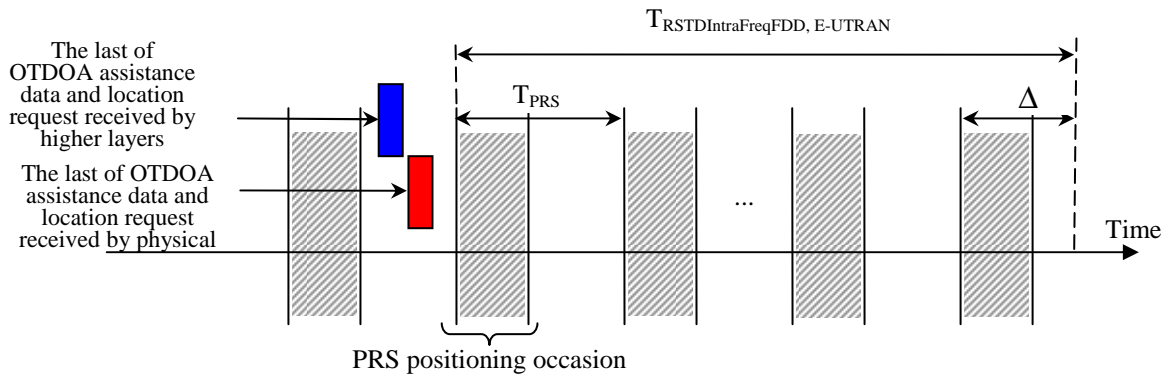 The last of
OTDOA assistance
data and location
request received by
higher layers
The last of OTDOA
assistance data and
location request
received by physical
T_RSTDIntraFreqFDD, E-UTRAN
T_PRS
Δ
...
Time
PRS positioning occasion